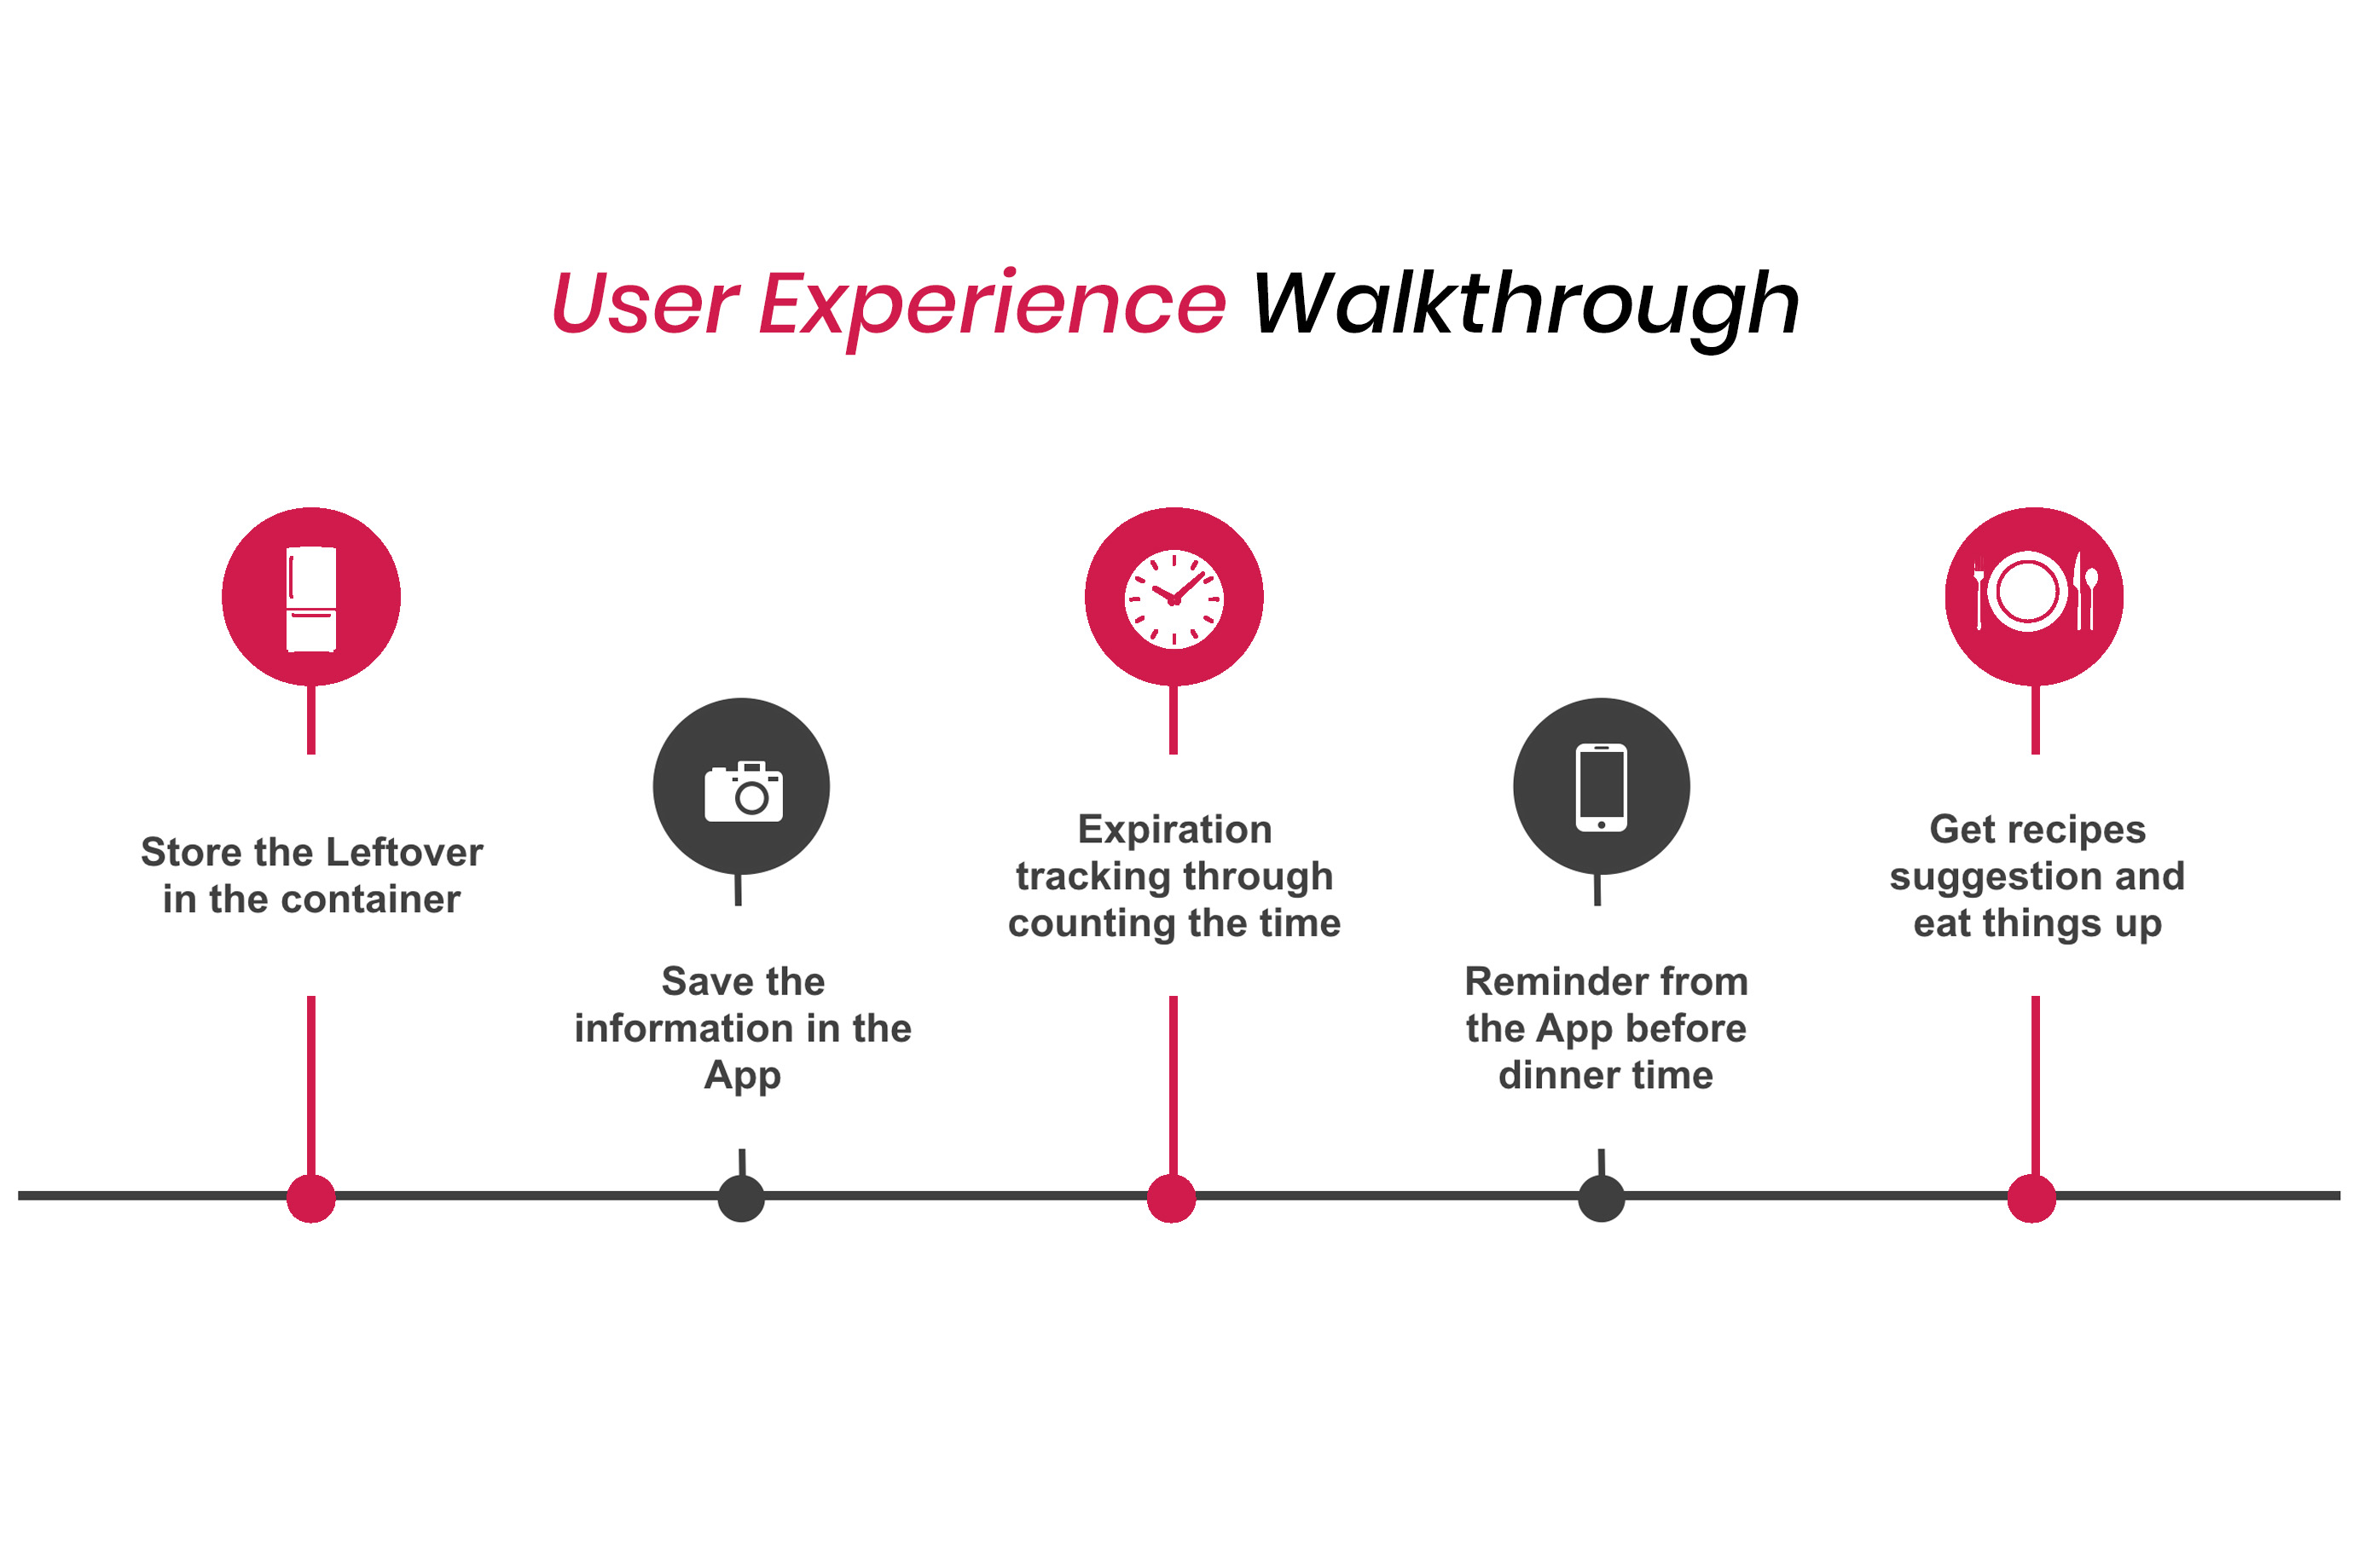 User Experience Walkthrough
Store the Leftover
in the container
Save the
information in the
App
Expiration
tracking through
counting the time
Reminder from
the App before
dinner time
Get recipes
suggestion and
eat things up